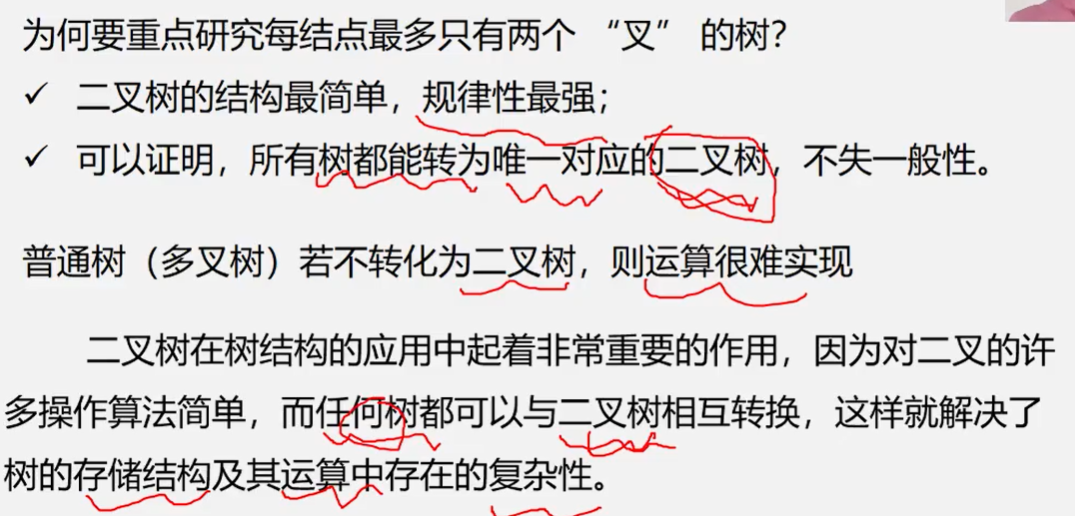 为何要重点研究每结点最多只有两个 “叉” 的树？
✓ 二叉树的结构最简单，规律性最强；
✓ 可以证明，所有树都能转为唯一对应的二叉树，不失一般性。
普通树（多叉树）若不转化为二叉树，则运算很难实现
二叉树在树结构的应用中起着非常重要的作用，因为对二叉的许
多操作算法简单，而任何树都可以与二叉树相互转换，这样就解决了
树的存储结构及其运算中存在的复杂性。